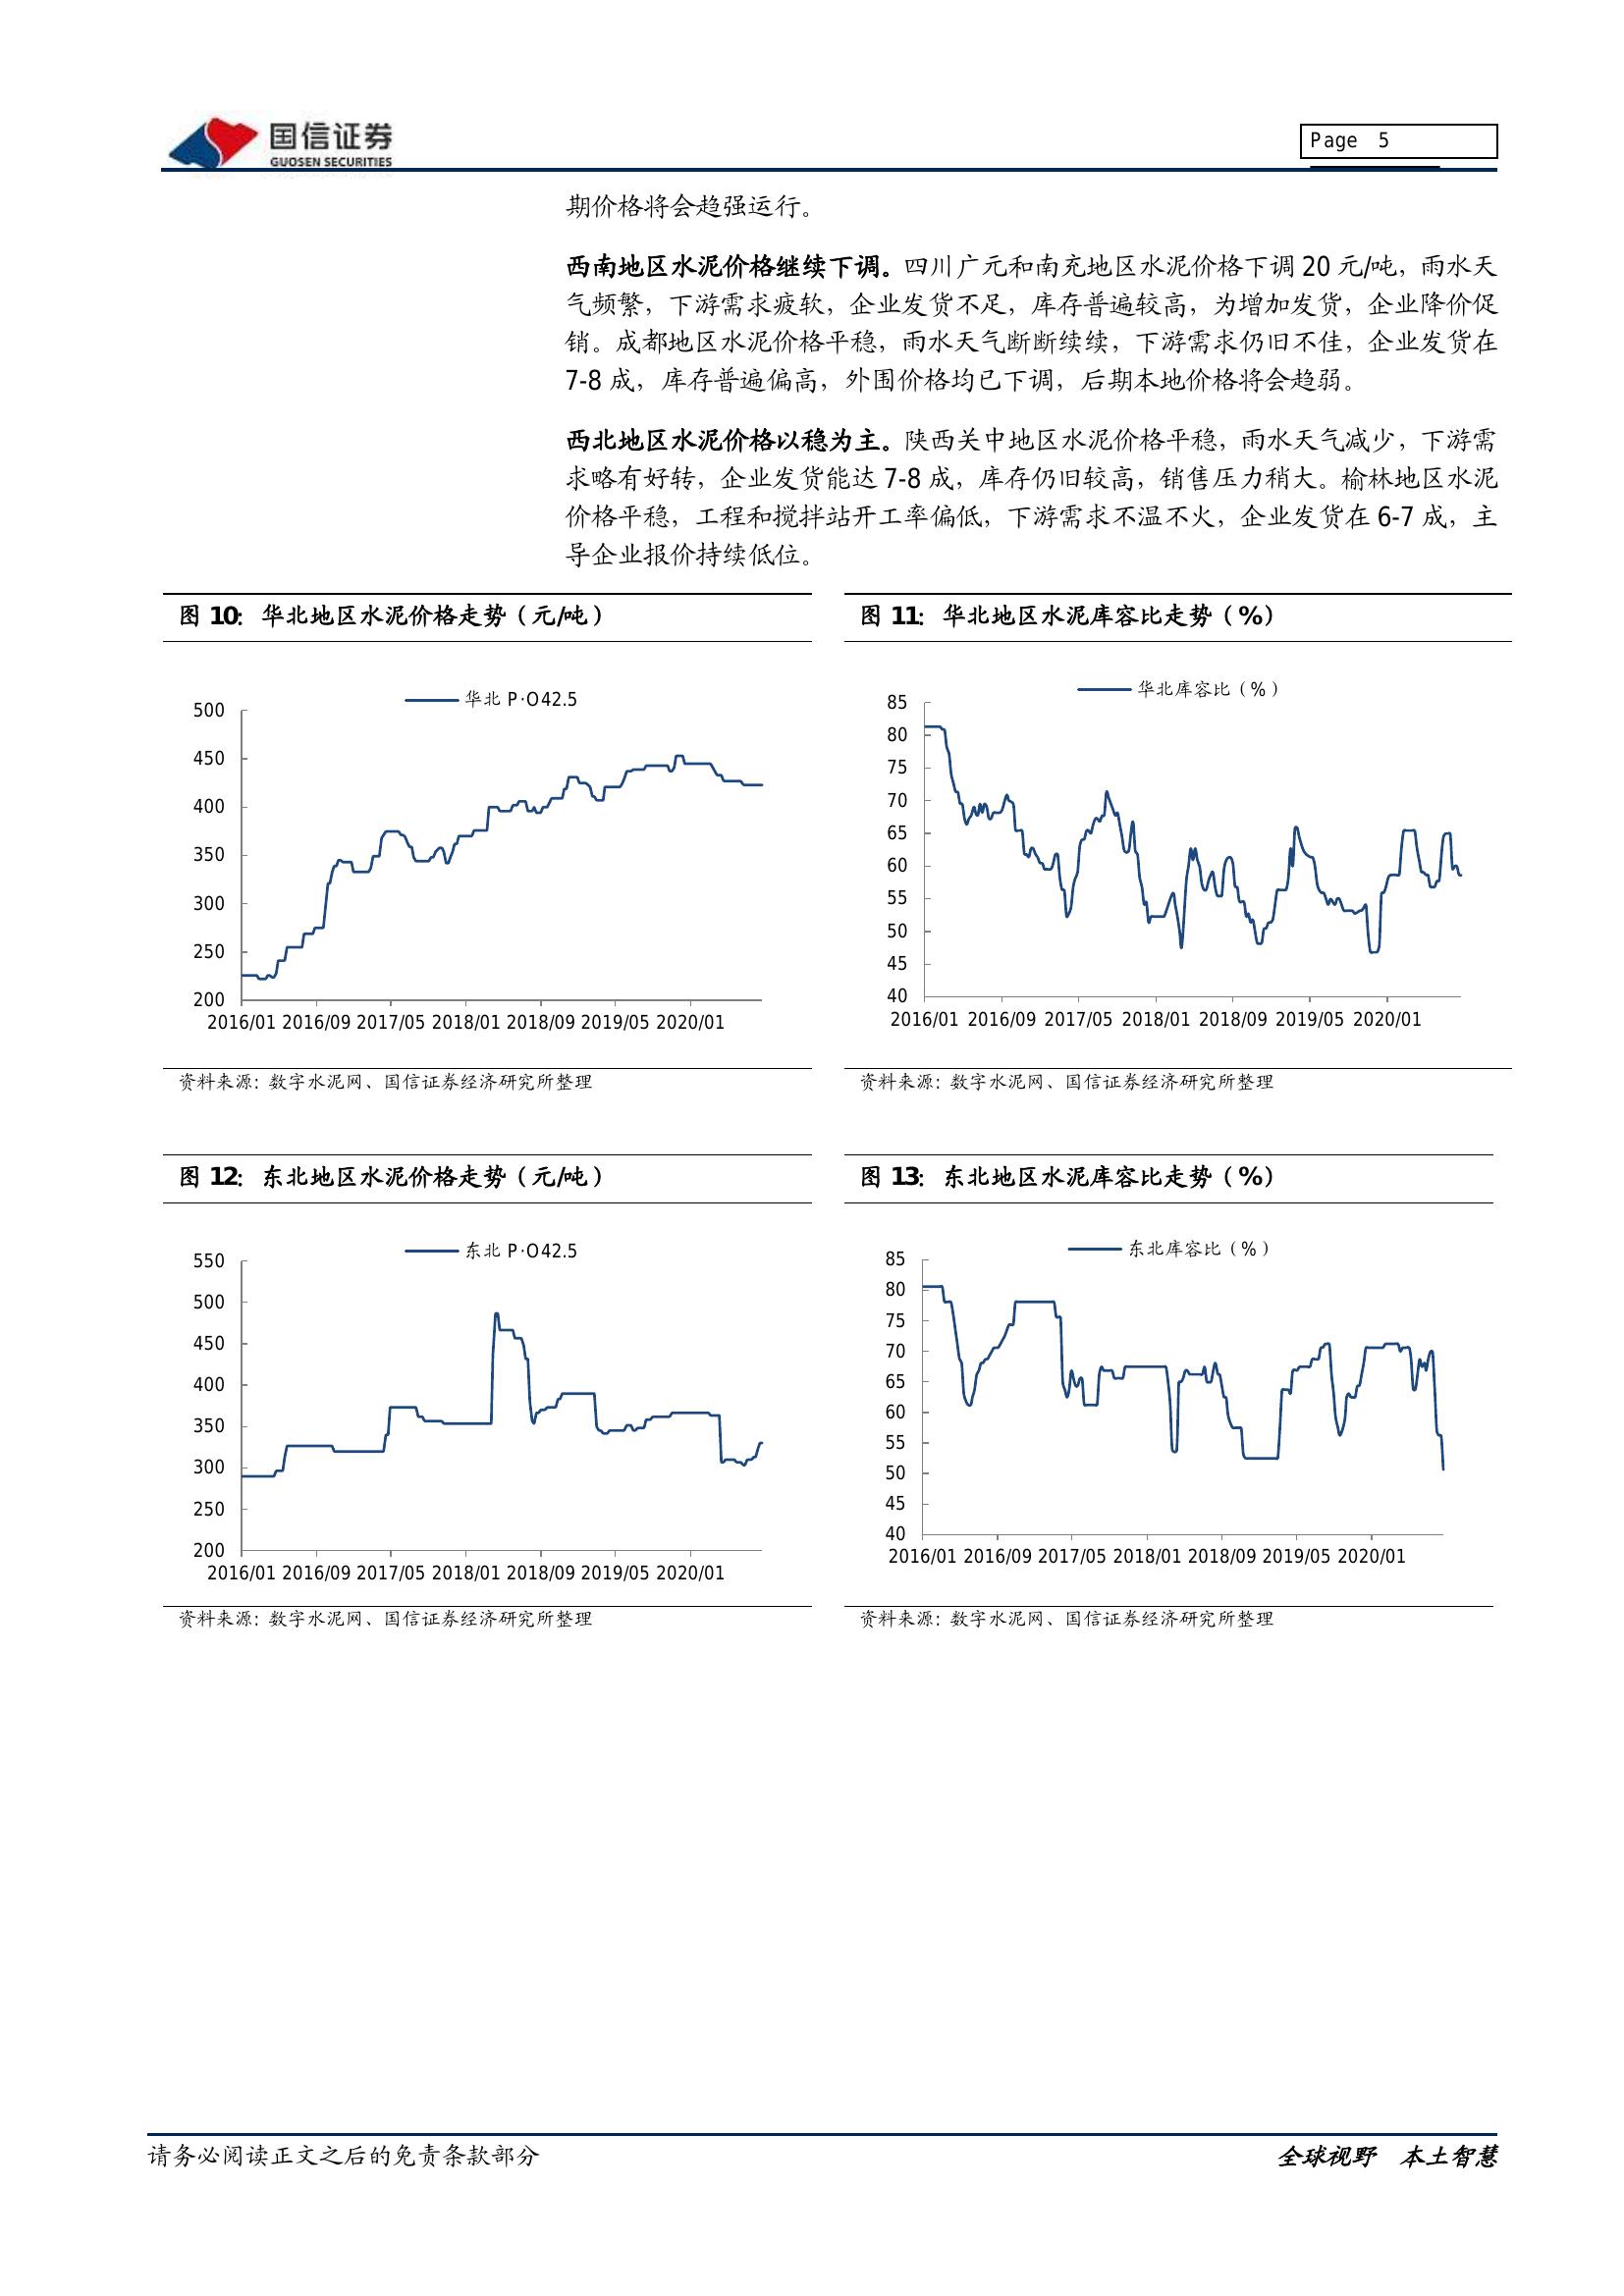 国信证券
GUOSEN SECURITIES
Page 5
期价格将会趋强运行。
西南地区水泥价格继续下调。四川广元和南充地区水泥价格下调 20 元/吨，雨水天
气频繁，下游需求疲软，企业发货不足，库存普遍较高，为增加发货，企业降价促
销。成都地区水泥价格平稳，雨水天气断断续续，下游需求仍旧不佳，企业发货在
7-8 成，库存普遍偏高，外围价格均已下调，后期本地价格将会趋弱。
西北地区水泥价格以稳为主。陕西关中地区水泥价格平稳，雨水天气减少，下游需
求略有好转，企业发货能达 7-8 成，库存仍旧较高，销售压力稍大。榆林地区水泥
价格平稳，工程和搅拌站开工率偏低，下游需求不温不火，企业发货在 6-7 成，主
导企业报价持续低位。
图 10：华北地区水泥价格走势（元/吨）
华北 P·O42.5
500
450
400
350
300
250
200
2016/01 2016/09 2017/05 2018/01 2018/09 2019/05 2020/01
资料来源：数字水泥网、国信证券经济研究所整理
图 11：华北地区水泥库容比走势（%）
华北库容比（%）
85
80
75
70
65
60
55
50
45
40
2016/01 2016/09 2017/05 2018/01 2018/09 2019/05 2020/01
资料来源：数字水泥网、国信证券经济研究所整理
图 12：东北地区水泥价格走势（元/吨）
东北 P·O42.5
550
500
450
400
350
300
250
200
2016/01 2016/09 2017/05 2018/01 2018/09 2019/05 2020/01
资料来源：数字水泥网、国信证券经济研究所整理
图 13：东北地区水泥库容比走势（%）
东北库容比（%）
85
80
75
70
65
60
55
50
45
40
2016/01 2016/09 2017/05 2018/01 2018/09 2019/05 2020/01
资料来源：数字水泥网、国信证券经济研究所整理
请务必阅读正文之后的免责条款部分
全球视野 本土智慧